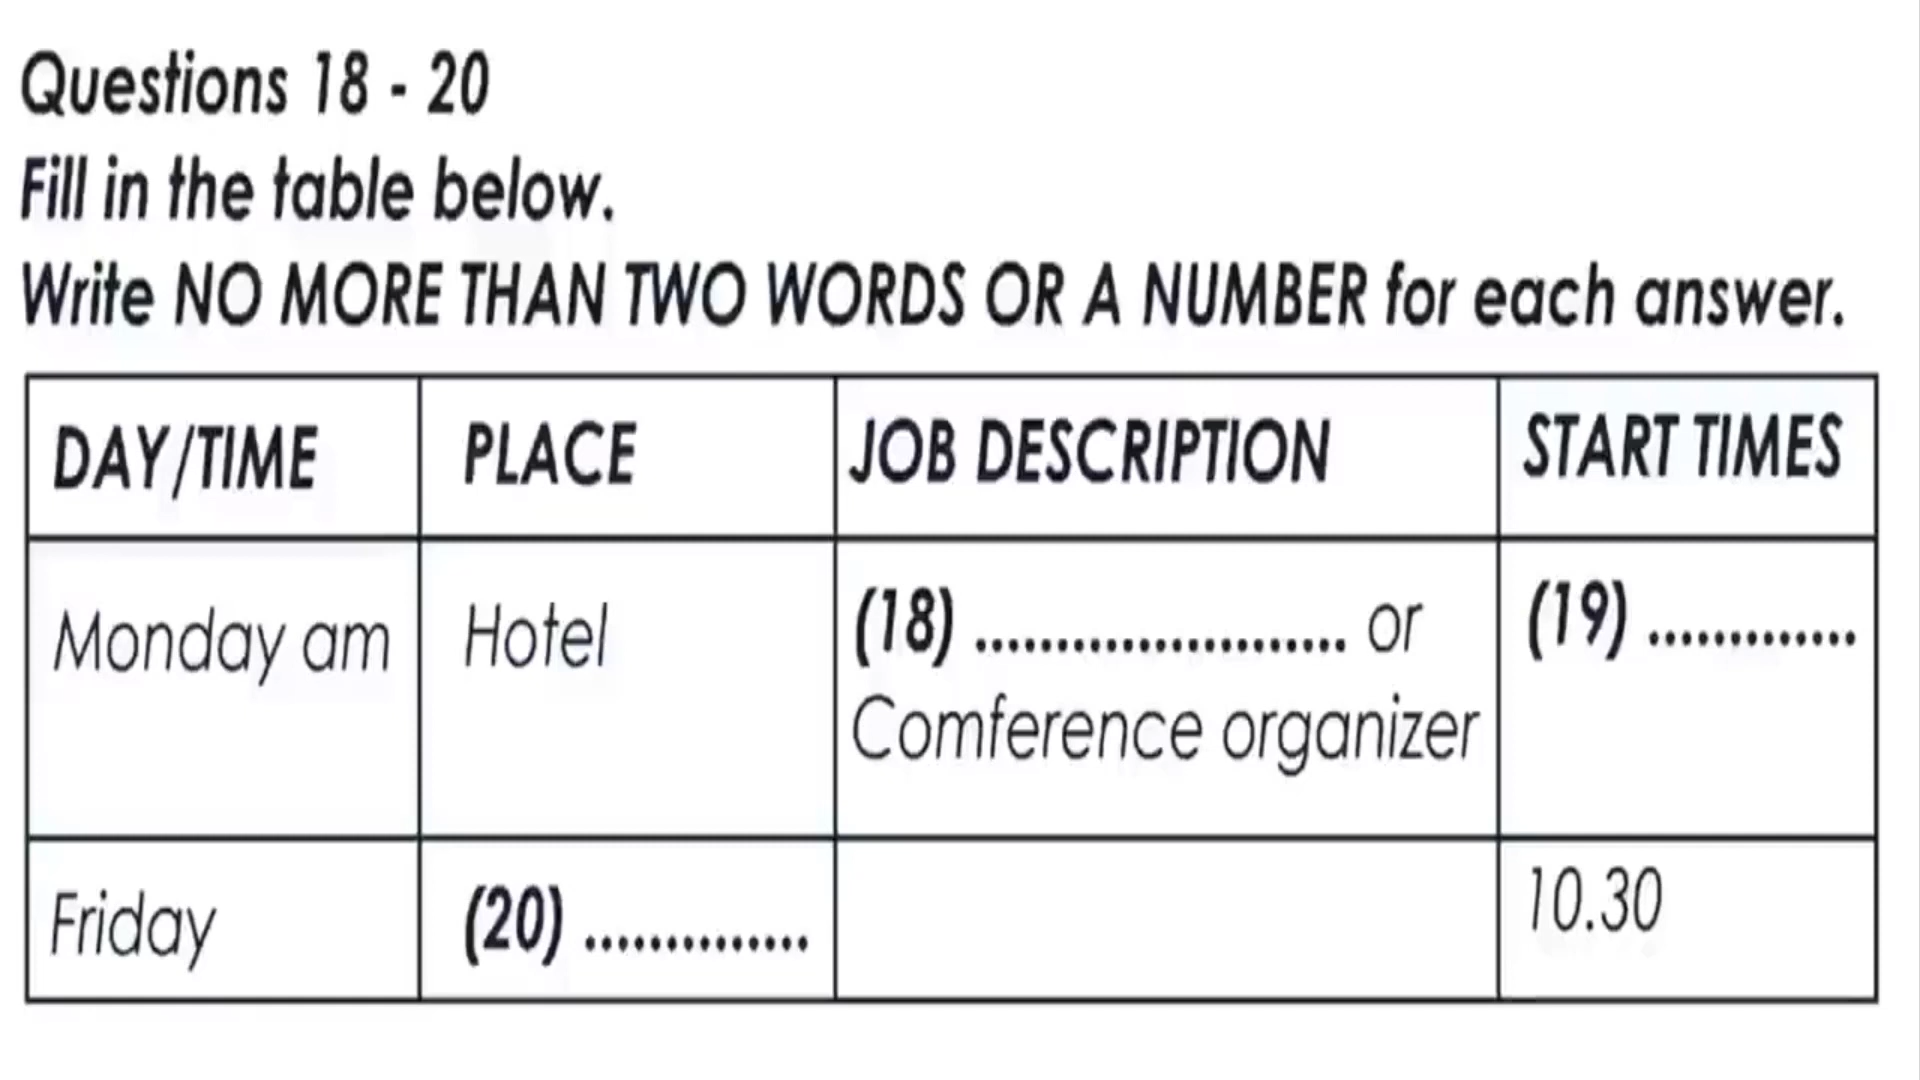 Questions 18 - 20
Fill in the table below.
Write NO MORE THAN TWO WORDS OR A NUMBER for each answer.
DAY/TIME PLACE JOB DESCRIPTION START TIMES
Monday am Hotel (18) ....................... or (19) .............
Comference organizer
Friday (20) .............. 10.30